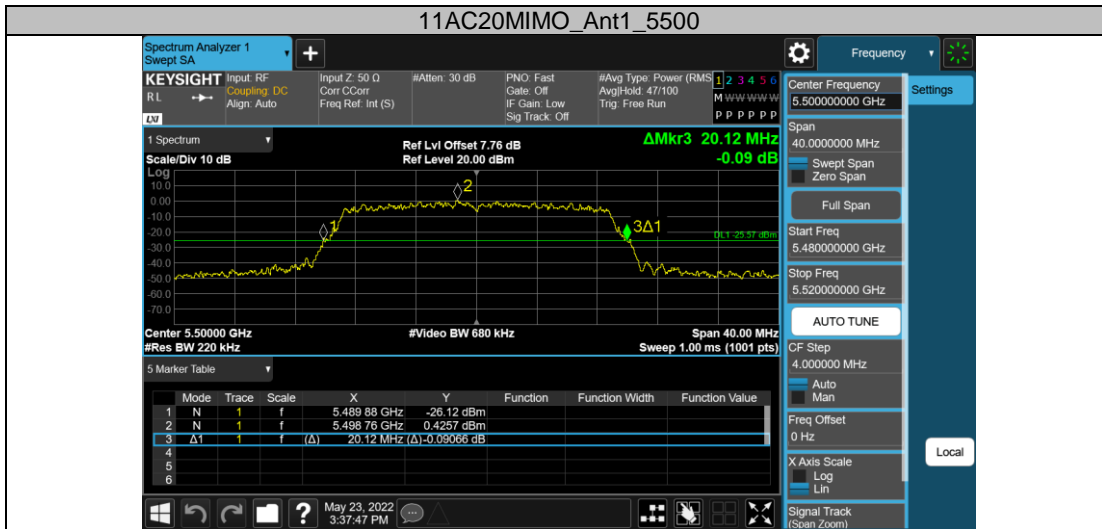 11AC20MIMO_Ant1_5500
Spectrum Analyzer 1
Swept SA
Frequency
KEYSIGHT
RL
LXI
Input: RF
Coupling: DC
Align: Auto
Input Z: 50 Ω
Corr CCorr
Freq Ref: Int (S)
#Atten: 30 dB
PNO: Fast
Gate: Off
IF Gain: Low
Sig Track: Off
#Avg Type: Power (RMS
Avg|Hold: 47/100
Trig: Free Run
1 2 3 4 5 6
M W W W W W
P P P P P P
Center Frequency
5.500000000 GHz
Settings
Span
40.0000000 MHz
Swept Span
Zero Span
Full Span
Start Freq
5.480000000 GHz
Stop Freq
5.520000000 GHz
AUTO TUNE
CF Step
4.000000 MHz
Auto
Man
Freq Offset
0 Hz
X Axis Scale
Log
Lin
Signal Track
(Span Zoom)
Local
1 Spectrum
Scale/Div 10 dB
Ref Lvl Offset 7.76 dB
Ref Level 20.00 dBm
ΔMkr3 20.12 MHz
-0.09 dB
Log
10.0
0.00
-10.0
-20.0
-30.0
-40.0
-50.0
-60.0
-70.0
1
2
3Δ1
DL1 -25.57 dBm
Center 5.50000 GHz
#Video BW 680 kHz
Span 40.00 MHz
#Res BW 220 kHz
Sweep 1.00 ms (1001 pts)
5 Marker Table
Mode Trace Scale X Y Function Function Width Function Value
1 N 1 f 5.489 88 GHz -26.12 dBm
2 N 1 f 5.498 76 GHz 0.4257 dBm
3 Δ1 1 f (Δ) 20.12 MHz (Δ) -0.09066 dB
4
5
6
?
May 23, 2022
3:37:47 PM